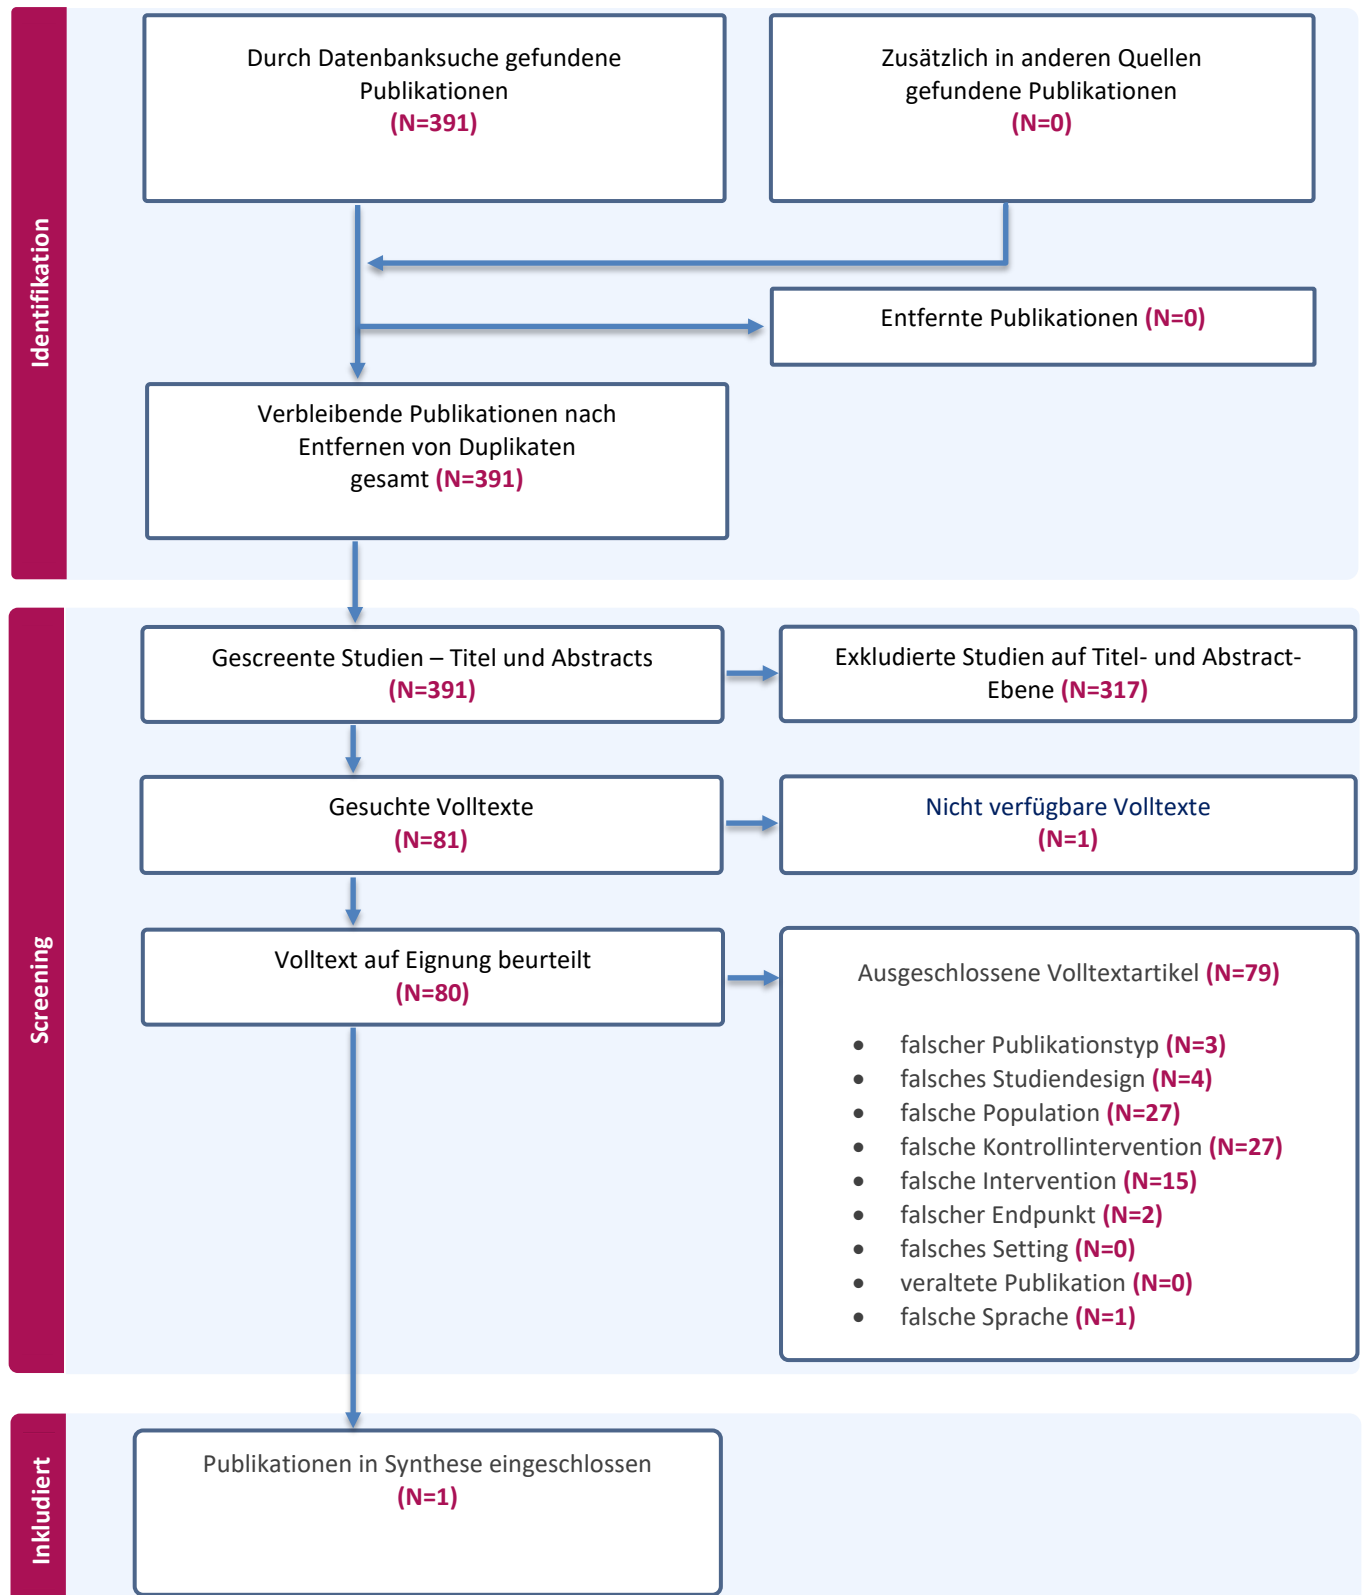 Identifikation
Durch Datenbanksuche gefundene
Publikationen
(N=391)
Zusätzlich in anderen Quellen
gefundene Publikationen
(N=0)
Entfernte Publikationen (N=0)
Verbleibende Publikationen nach
Entfernen von Duplikaten
gesamt (N=391)
Screening
Gescreente Studien – Titel und Abstracts
(N=391)
Exkludierte Studien auf Titel- und Abstract-
Ebene (N=317)
Gesuchte Volltexte
(N=81)
Nicht verfügbare Volltexte
(N=1)
Volltext auf Eignung beurteilt
(N=80)
Ausgeschlossene Volltextartikel (N=79)
• falscher Publikationstyp (N=3)
• falsches Studiendesign (N=4)
• falsche Population (N=27)
• falsche Kontrollintervention (N=27)
• falsche Intervention (N=15)
• falscher Endpunkt (N=2)
• falsches Setting (N=0)
• veraltete Publikation (N=0)
• falsche Sprache (N=1)
Inkludiert
Publikationen in Synthese eingeschlossen
(N=1)